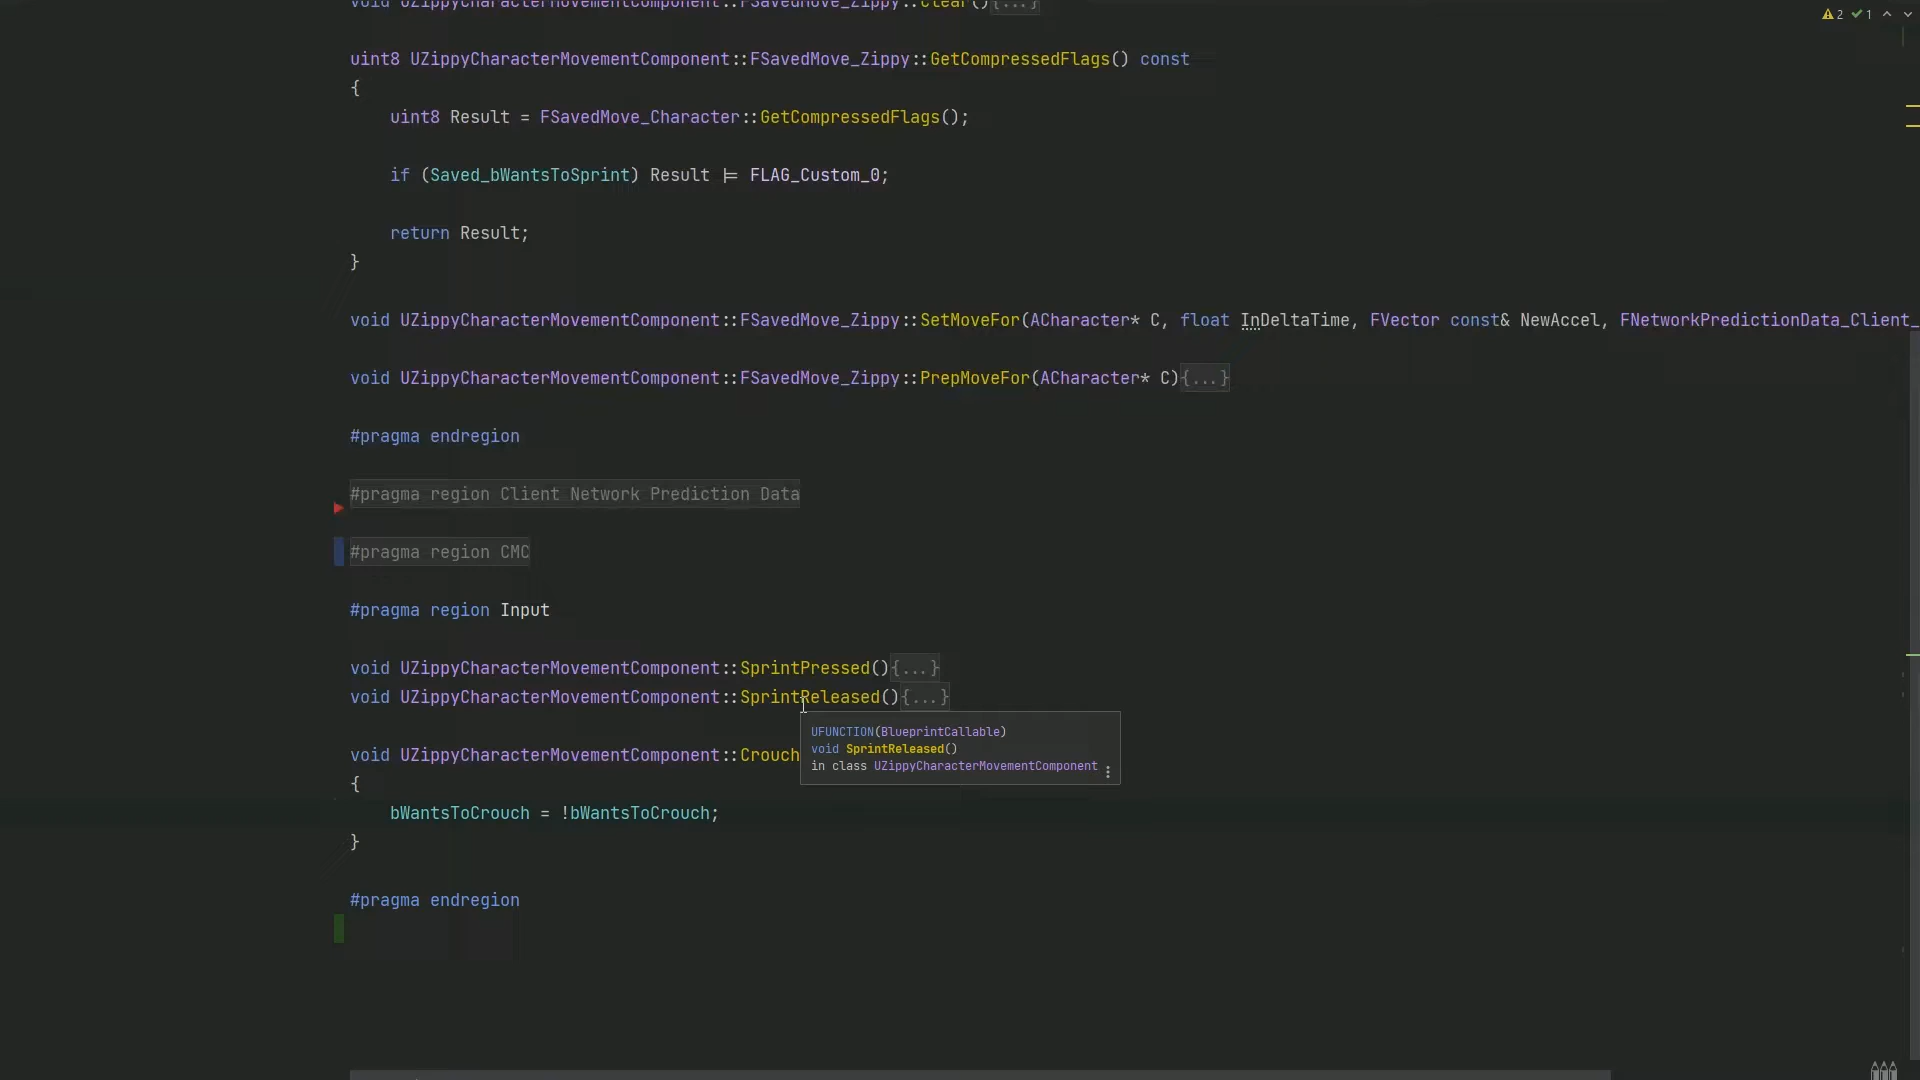 void UZippyCharacterMovementComponent::FSavedMove_Zippy::Clear(){...}
2 1
uint8 UZippyCharacterMovementComponent::FSavedMove_Zippy::GetCompressedFlags() const
{
uint8 Result = FSavedMove_Character::GetCompressedFlags();
if (Saved_bWantsToSprint) Result |= FLAG_Custom_0;
return Result;
}
void UZippyCharacterMovementComponent::FSavedMove_Zippy::SetMoveFor(ACharacter* C, float InDeltaTime, FVector const& NewAccel, FNetworkPredictionData_Client_
void UZippyCharacterMovementComponent::FSavedMove_Zippy::PrepMoveFor(ACharacter* C){...}
#pragma endregion
#pragma region Client Network Prediction Data
#pragma region CMC
#pragma region Input
void UZippyCharacterMovementComponent::SprintPressed(){...}
void UZippyCharacterMovementComponent::SprintReleased(){...}
UFUNCTION(BlueprintCallable)
void SprintReleased()
in class UZippyCharacterMovementComponent
void UZippyCharacterMovementComponent::Crouch
{
bWantsToCrouch = !bWantsToCrouch;
}
#pragma endregion